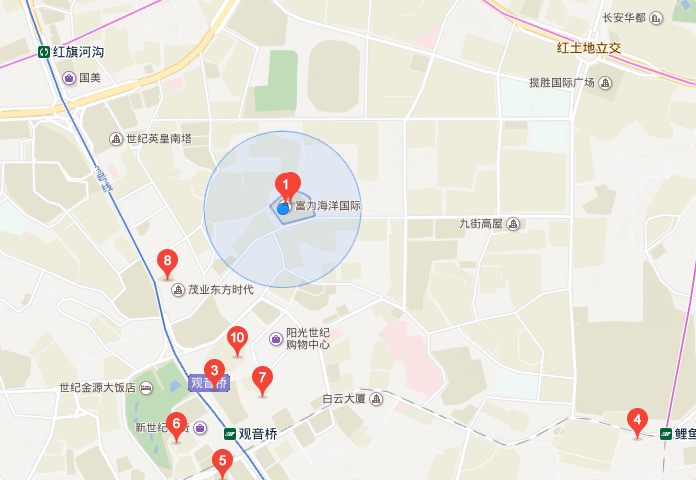 长安华都
红土地立交
红旗河沟
国美
揽胜国际广场
世纪英皇南塔
3号线
1
富力海洋国际
九街高屋
8
茂业东方时代
10
阳光世纪
购物中心
3
观音桥
7
世纪金源大饭店
白云大厦
6
新世纪
货
观音桥
4
鲤鱼
5